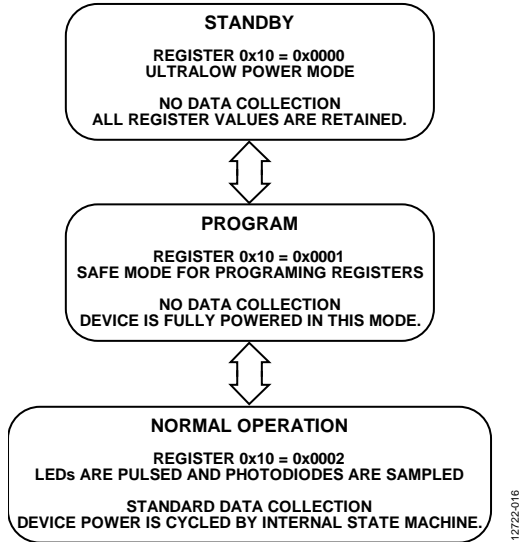 STANDBY
REGISTER 0x10 = 0x0000
ULTRALOW POWER MODE
NO DATA COLLECTION
ALL REGISTER VALUES ARE RETAINED.
PROGRAM
REGISTER 0x10 = 0x0001
SAFE MODE FOR PROGRAMING REGISTERS
NO DATA COLLECTION
DEVICE IS FULLY POWERED IN THIS MODE.
NORMAL OPERATION
REGISTER 0x10 = 0x0002
LEDs ARE PULSED AND PHOTODIODES ARE SAMPLED
STANDARD DATA COLLECTION
DEVICE POWER IS CYCLED BY INTERNAL STATE MACHINE.
12722-016